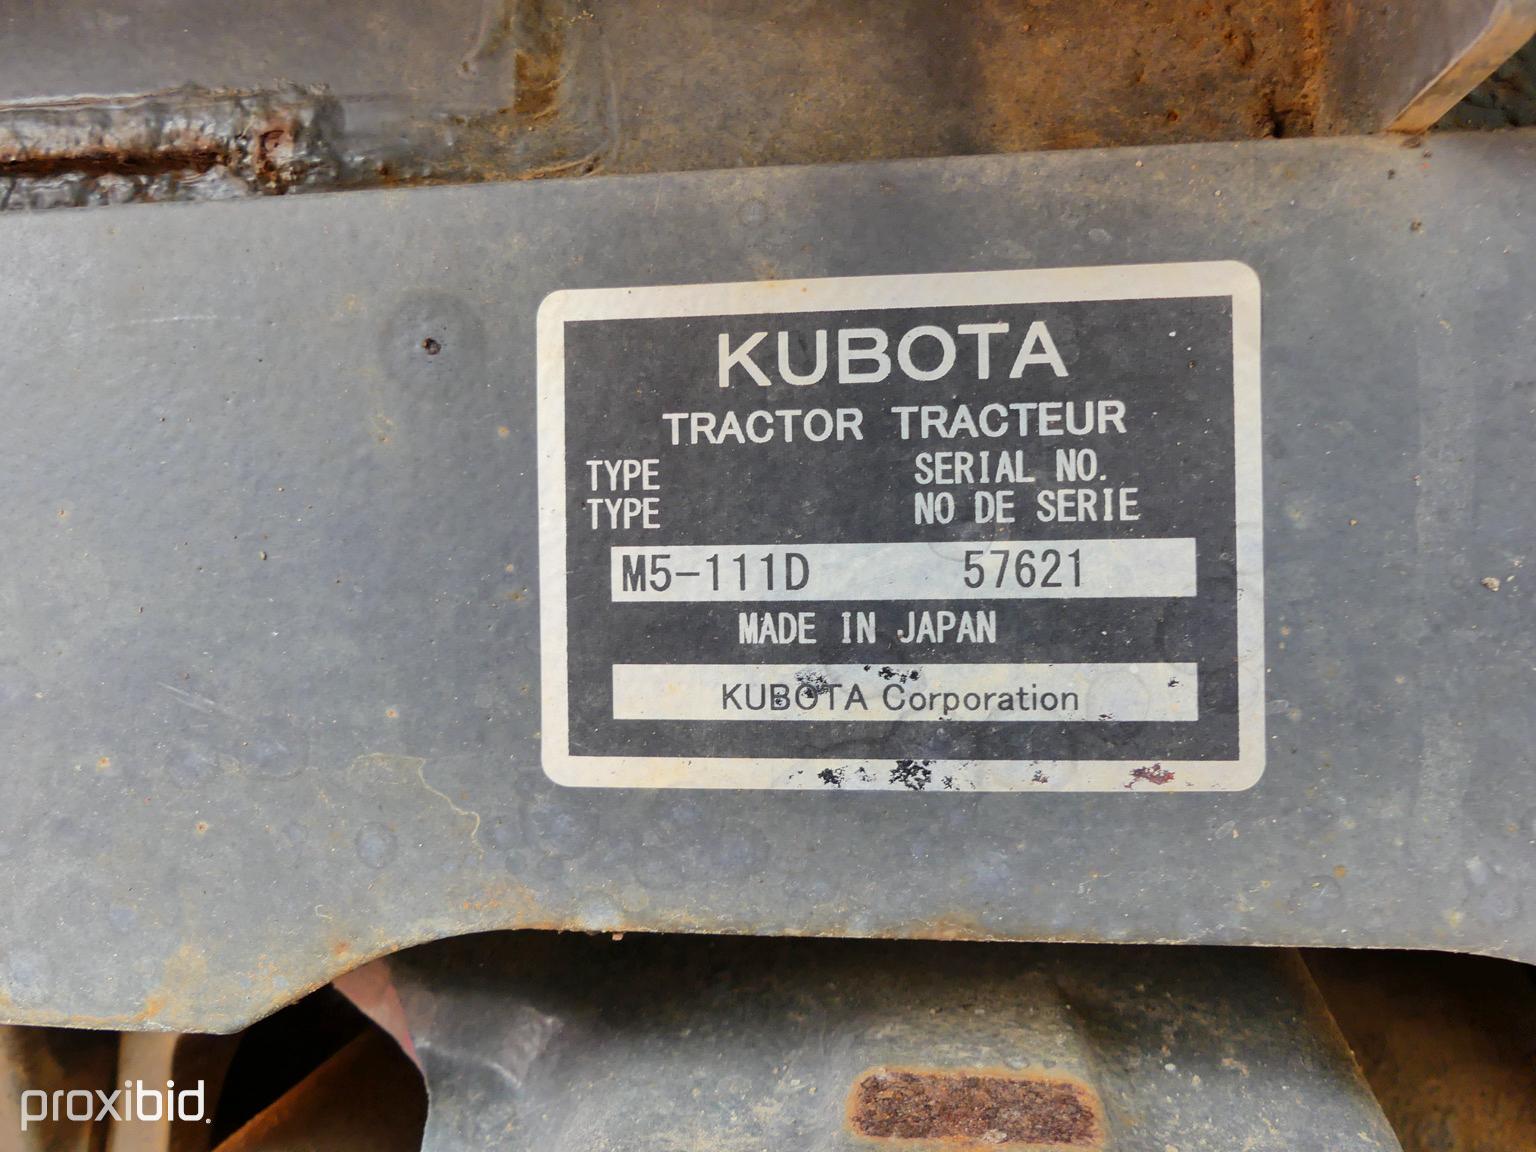 KUBOTA
TRACTOR TRACTEUR
TYPE SERIAL NO.
TYPE NO DE SERIE
M5-111D 57621
MADE IN JAPAN
KUBOTA Corporation
proxibid.